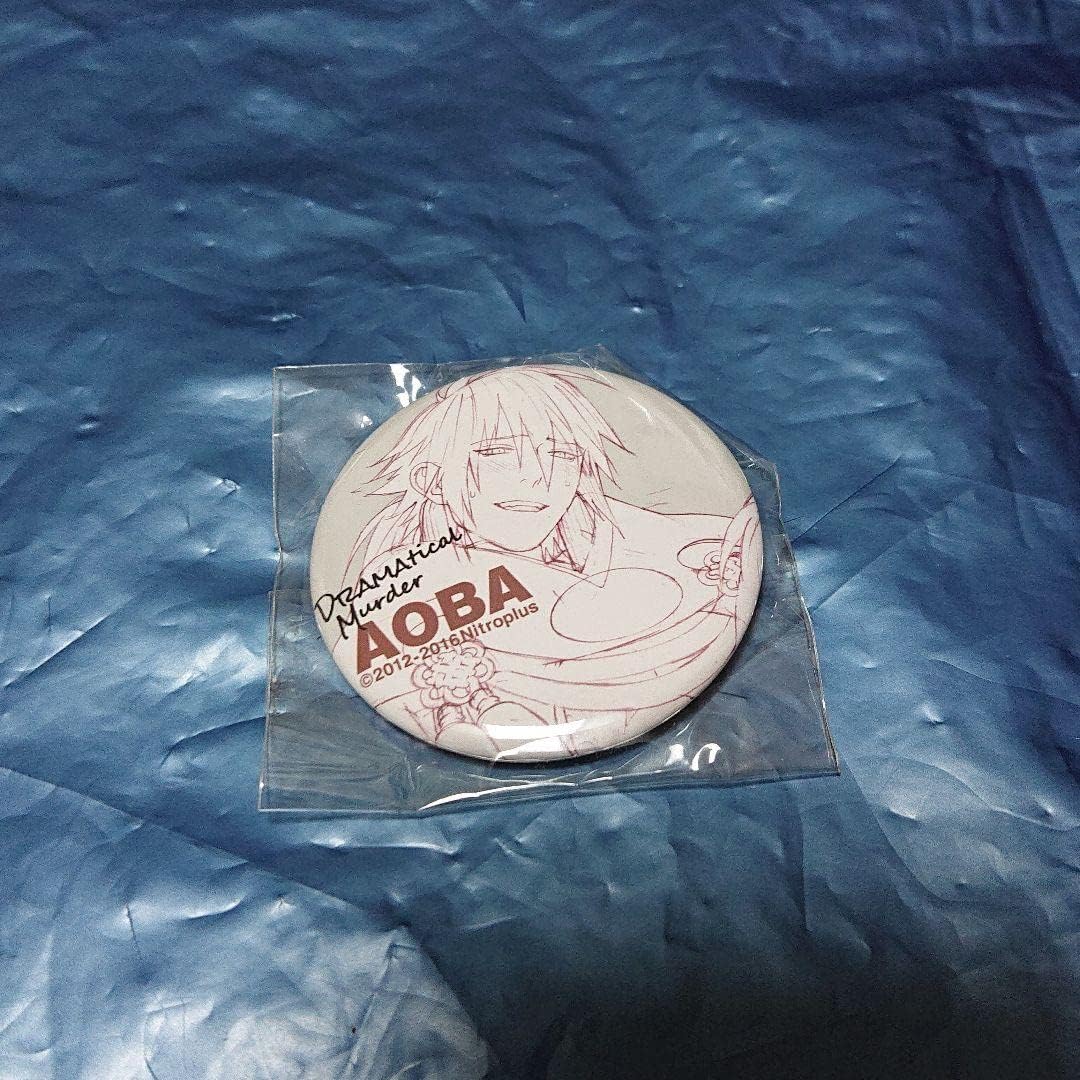 DRAMAtical
Murder
AOBA
©2012-2016Nitroplus